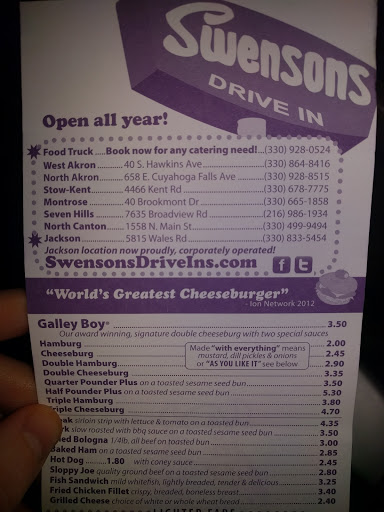 Swensons
DRIVE IN
Open all year!
Food Truck.....Book now for any catering need!...(330) 928-0524
West Akron..........40 S. Hawkins Ave...................(330) 864-8416
North Akron.........658 E. Cuyahoga Falls Ave.......(330) 928-8515
Stow-Kent............4466 Kent Rd..........................(330) 678-7775
Montrose..............40 Brookmont Dr...................(330) 665-1858
Seven Hills...........7635 Broadview Rd.................(216) 986-1934
North Canton......1558 N. Main St.......................(330) 499-9494
Jackson.................5815 Wales Rd........................(330) 833-5454
Jackson location now proudly, corporately operated!
SwensonsDriveIns.com f t
"World's Greatest Cheeseburger"
- Ion Network 2012
Galley Boy® 3.50
Our award winning, signature double cheeseburger with two special sauces
Hamburg 2.00
Cheeseburg 2.45
Double Hamburg 2.90
Made "with everything" means
mustard, dill pickles & onions
or "AS YOU LIKE IT" see below
Double Cheeseburg 3.35
Quarter Pounder Plus on a toasted sesame seed bun 3.50
Half Pounder Plus on a toasted sesame seed bun 5.30
Triple Hamburg 3.80
riple Cheeseburg 4.70
ak sirloin strip with lettuce & tomato on a toasted bun 4.35
rk slow roasted with bbq sauce on a toasted sesame seed bun 3.50
ied Bologna 1/4lb. all beef on toasted bun 3.00
aked Ham on a toasted sesame seed bun 2.85
Hot Dog ....1.80 with coney sauce 2.45
Sloppy Joe quality ground beef on a toasted sesame seed bun 2.80
Fish Sandwich mild whitefish, lightly breaded, tender & delicious 3.25
Fried Chicken Fillet crispy, breaded, boneless breast 3.40
Grilled Cheese choice of white or whole wheat bread 2.40